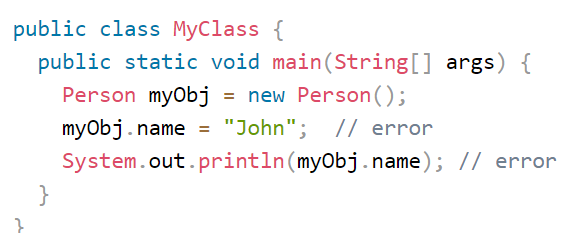 public class MyClass {
  public static void main(String[] args) {
    Person myObj = new Person();
    myObj.name = "John";  // error
    System.out.println(myObj.name); // error
  }
}